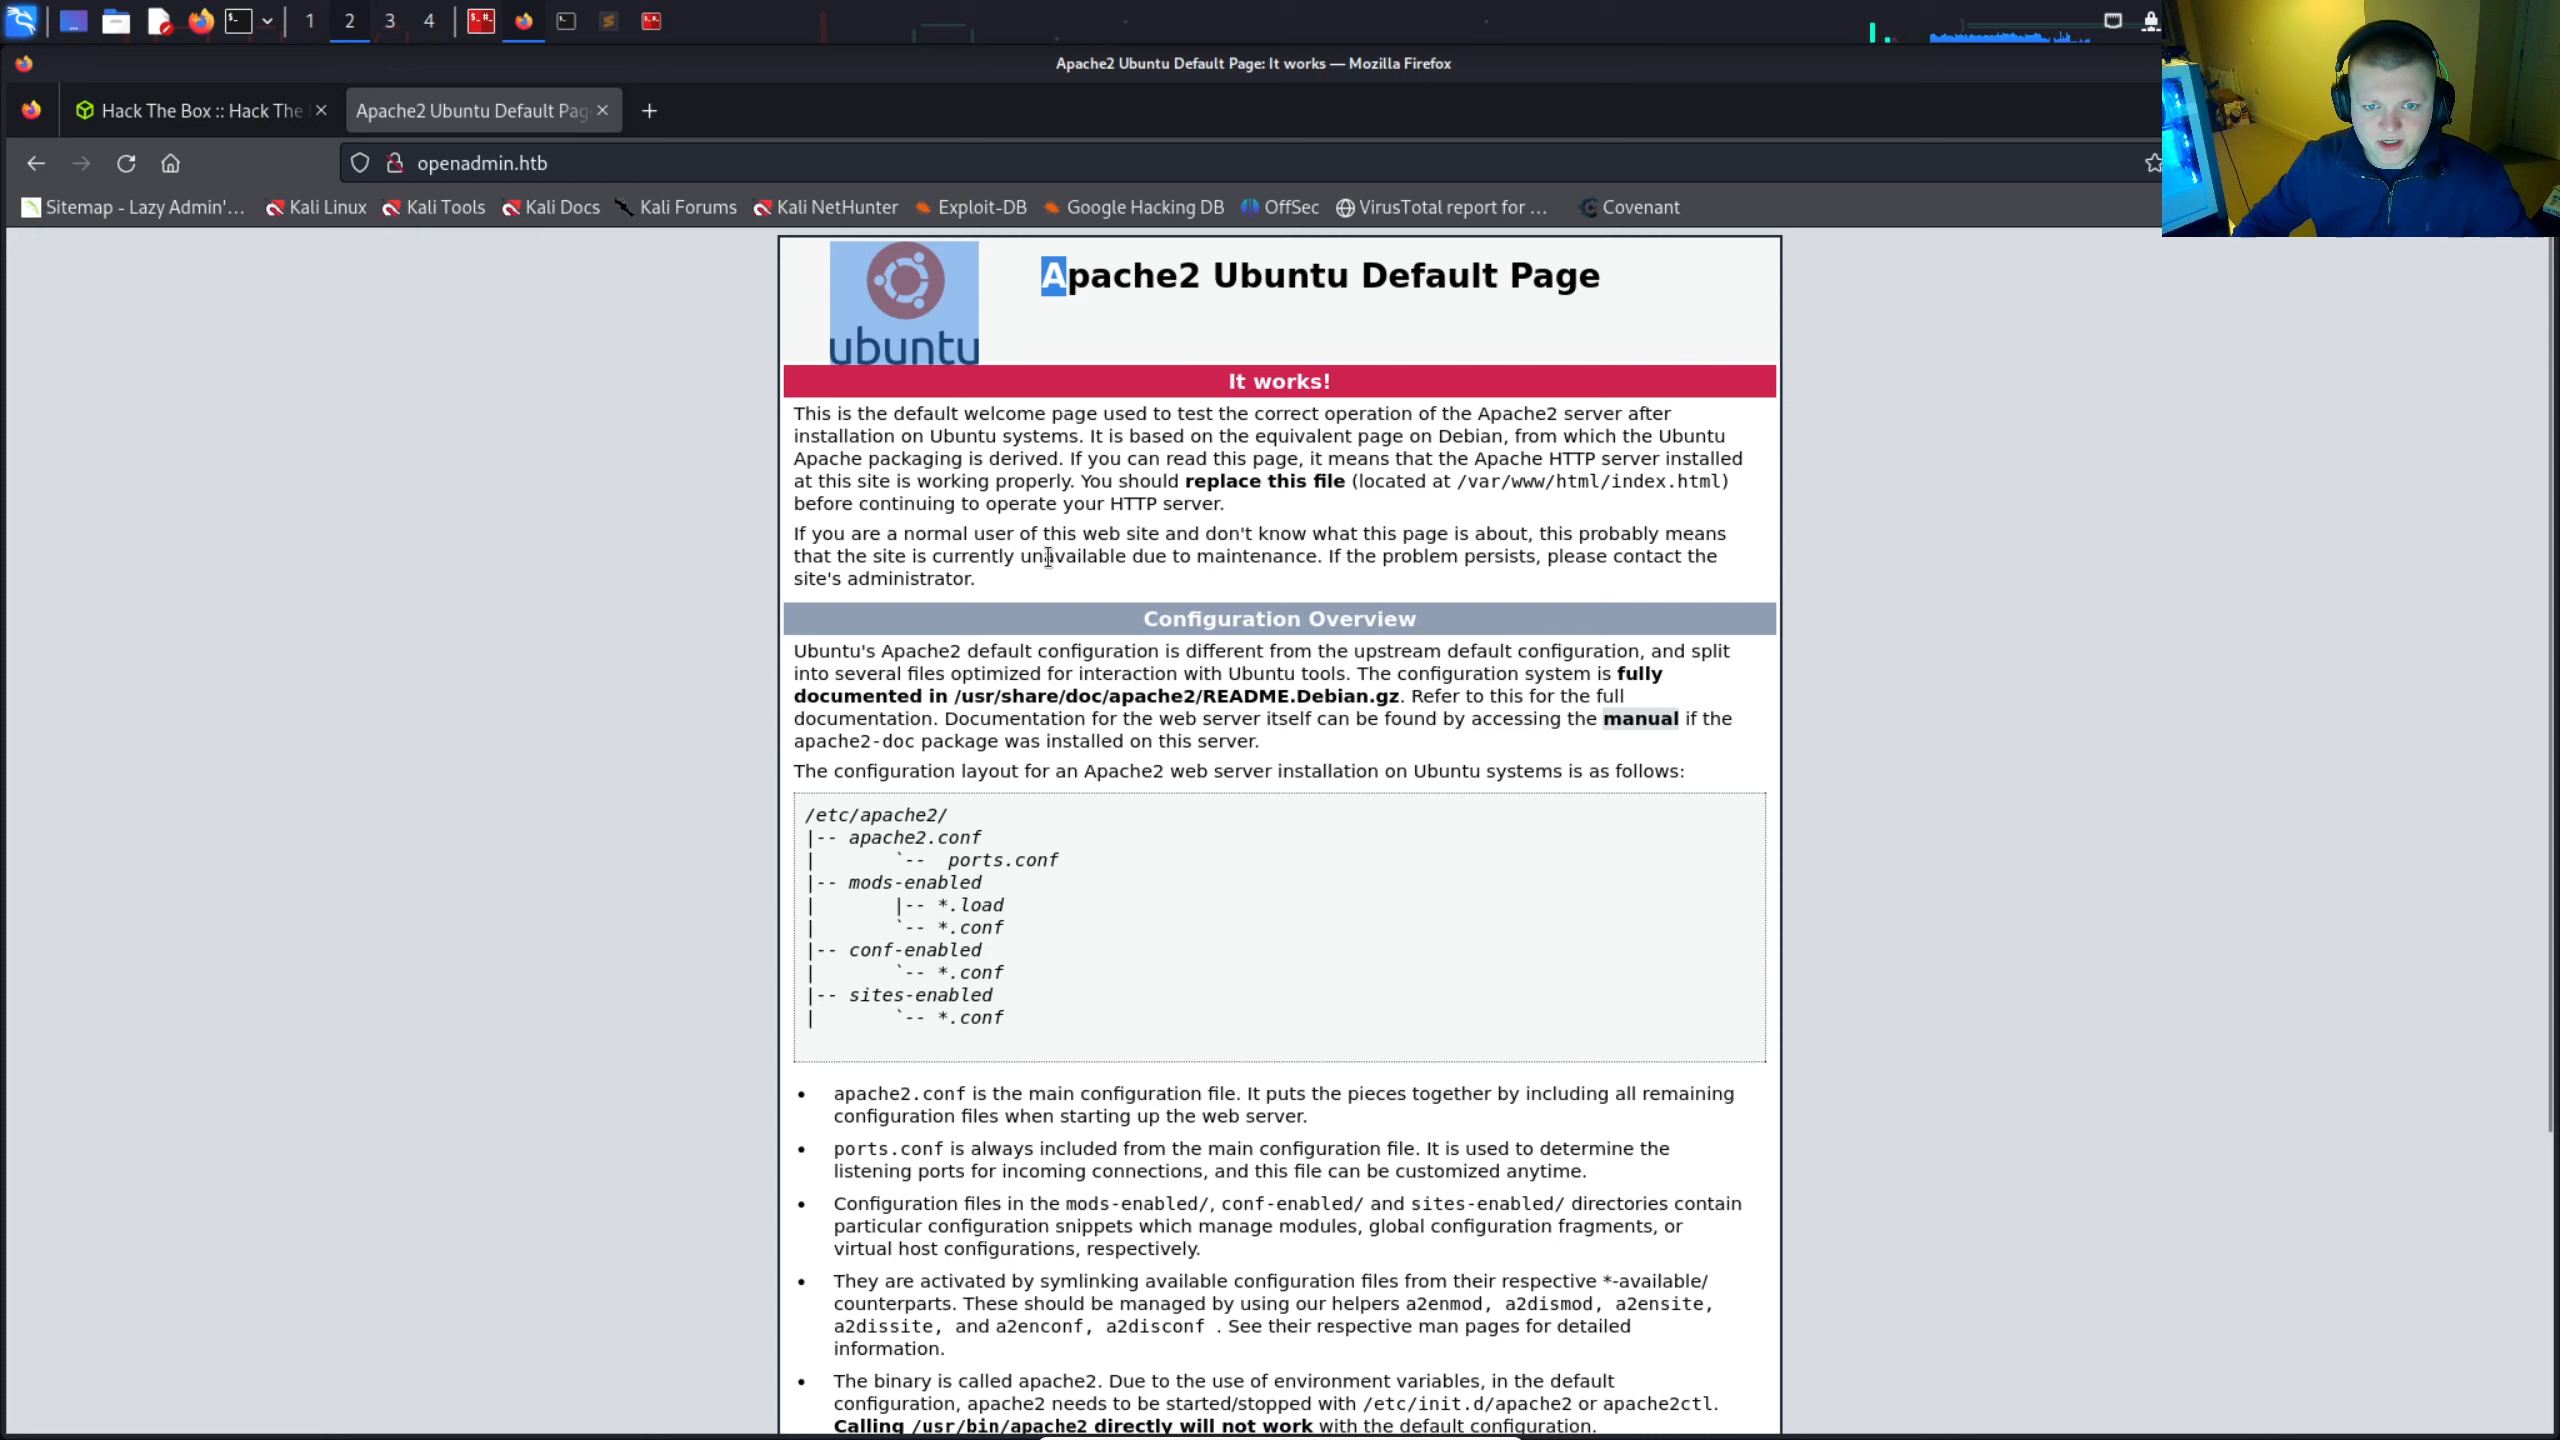 1 2 3 4
Apache2 Ubuntu Default Page: It works — Mozilla Firefox
Hack The Box :: Hack The
Apache2 Ubuntu Default Pag
openadmin.htb
Sitemap - Lazy Admin'... Kali Linux Kali Tools Kali Docs Kali Forums Kali NetHunter Exploit-DB Google Hacking DB OffSec VirusTotal report for ... Covenant
ubuntu
Apache2 Ubuntu Default Page
It works!
This is the default welcome page used to test the correct operation of the Apache2 server after
installation on Ubuntu systems. It is based on the equivalent page on Debian, from which the Ubuntu
Apache packaging is derived. If you can read this page, it means that the Apache HTTP server installed
at this site is working properly. You should replace this file (located at /var/www/html/index.html)
before continuing to operate your HTTP server.
If you are a normal user of this web site and don't know what this page is about, this probably means
that the site is currently unavailable due to maintenance. If the problem persists, please contact the
site's administrator.
Configuration Overview
Ubuntu's Apache2 default configuration is different from the upstream default configuration, and split
into several files optimized for interaction with Ubuntu tools. The configuration system is fully
documented in /usr/share/doc/apache2/README.Debian.gz. Refer to this for the full
documentation. Documentation for the web server itself can be found by accessing the manual if the
apache2-doc package was installed on this server.
The configuration layout for an Apache2 web server installation on Ubuntu systems is as follows:
/etc/apache2/
|-- apache2.conf
|       `--  ports.conf
|-- mods-enabled
|       |-- *.load
|       `-- *.conf
|-- conf-enabled
|       `-- *.conf
|-- sites-enabled
|       `-- *.conf
• apache2.conf is the main configuration file. It puts the pieces together by including all remaining
configuration files when starting up the web server.
• ports.conf is always included from the main configuration file. It is used to determine the
listening ports for incoming connections, and this file can be customized anytime.
• Configuration files in the mods-enabled/, conf-enabled/ and sites-enabled/ directories contain
particular configuration snippets which manage modules, global configuration fragments, or
virtual host configurations, respectively.
• They are activated by symlinking available configuration files from their respective *-available/
counterparts. These should be managed by using our helpers a2enmod, a2dismod, a2ensite,
a2dissite, and a2enconf, a2disconf . See their respective man pages for detailed
information.
• The binary is called apache2. Due to the use of environment variables, in the default
configuration, apache2 needs to be started/stopped with /etc/init.d/apache2 or apache2ctl.
Calling /usr/bin/apache2 directly will not work with the default configuration.